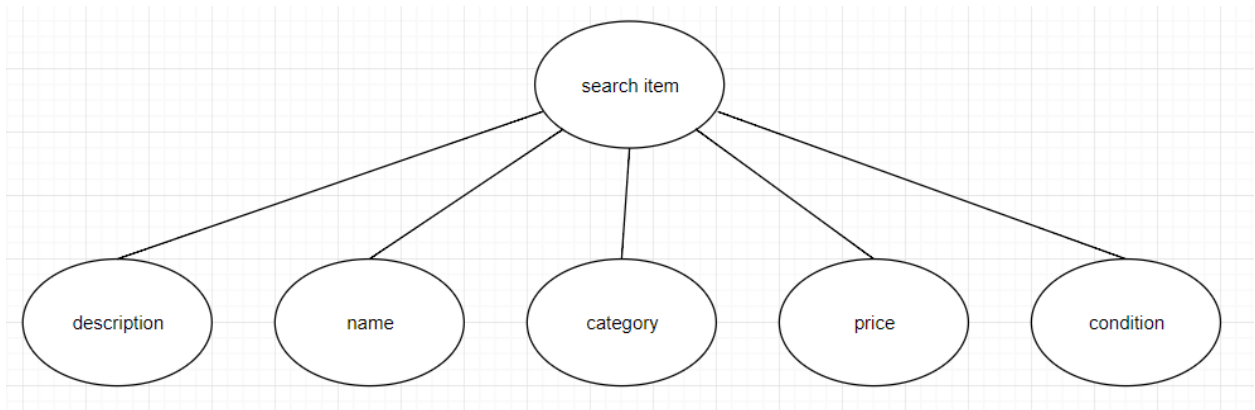 search item
description
name
category
price
condition